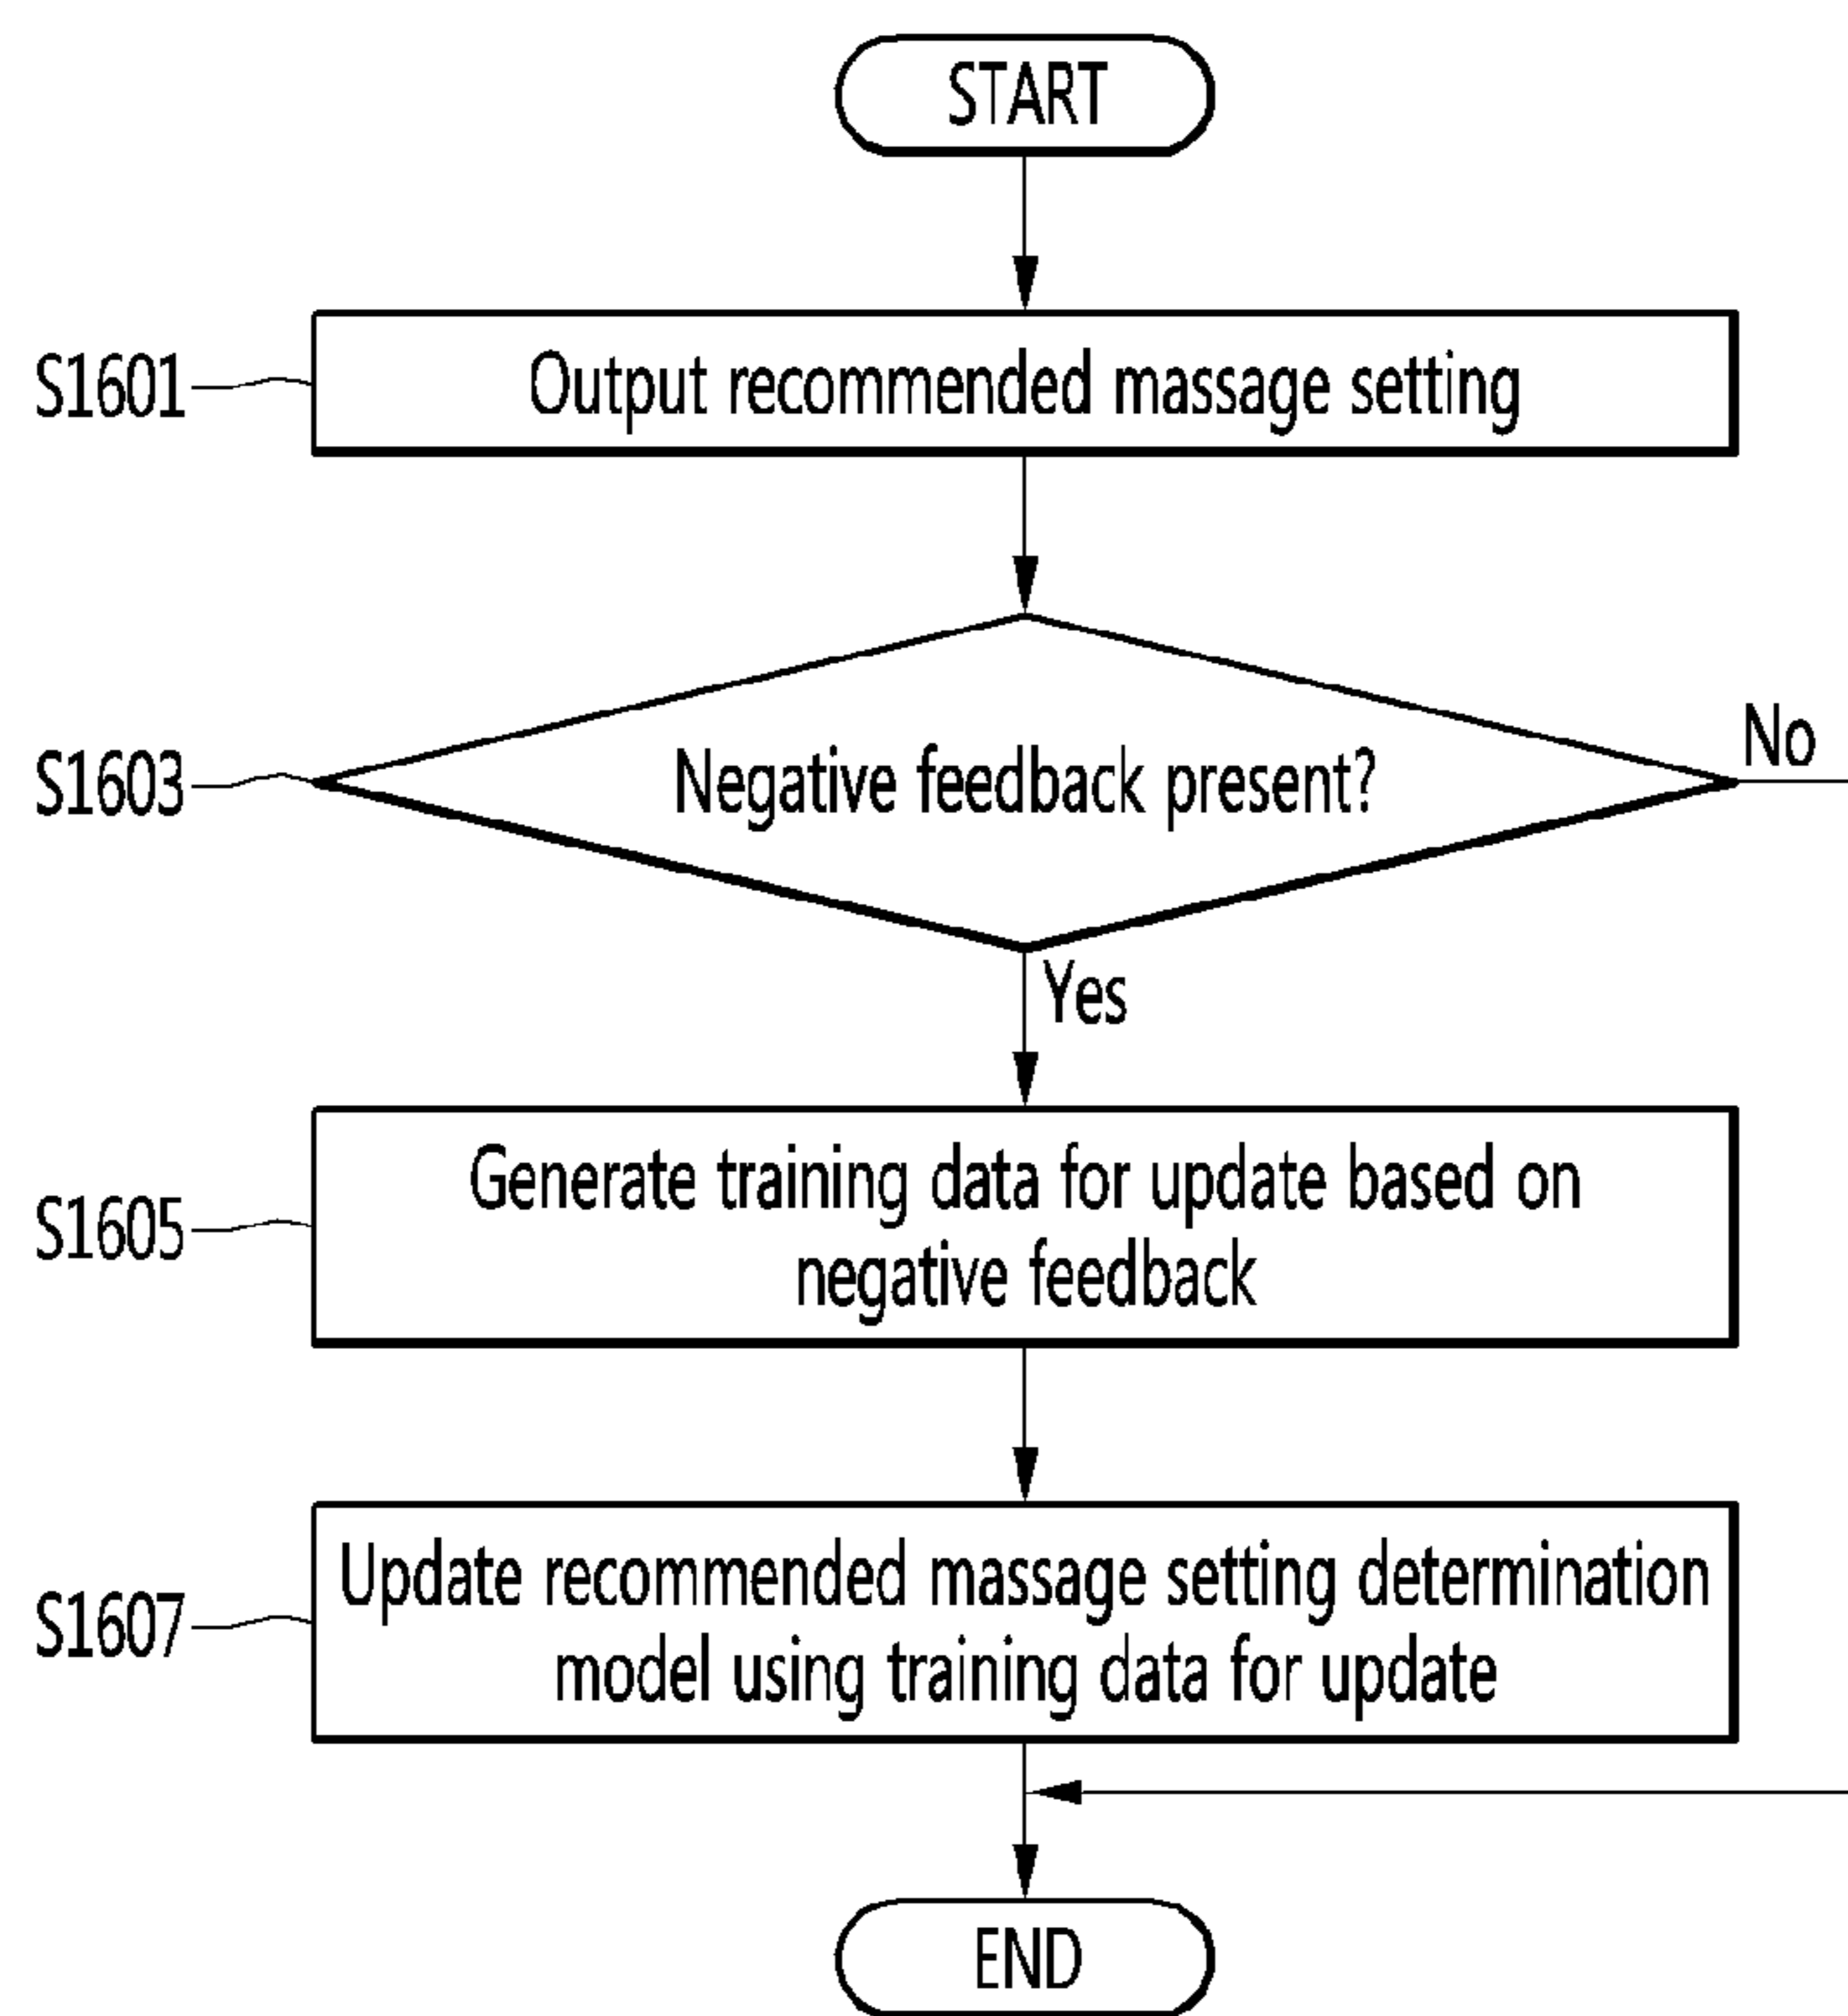 START
S1601
Output recommended massage setting
S1603
Negative feedback present?
No
Yes
S1605
Generate training data for update based on
negative feedback
S1607
Update recommended massage setting determination
model using training data for update
END